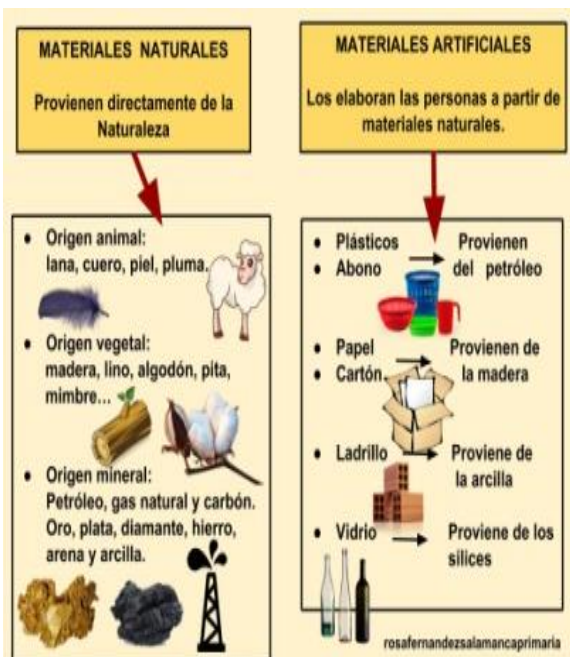 MATERIALES NATURALES
Provienen directamente de la
Naturaleza
• Origen animal:
lana, cuero, piel, pluma.
• Origen vegetal:
madera, lino, algodón, pita,
mimbre...
• Origen mineral:
Petróleo, gas natural y carbón.
Oro, plata, diamante, hierro,
arena y arcilla.
MATERIALES ARTIFICIALES
Los elaboran las personas a partir de
materiales naturales.
• Plásticos Provienen
• Abono del petróleo
• Papel Provienen de
• Cartón la madera
• Ladrillo Proviene de
la arcilla
• Vidrio Proviene de los
silices
rosafernandezsalamancaprimaria